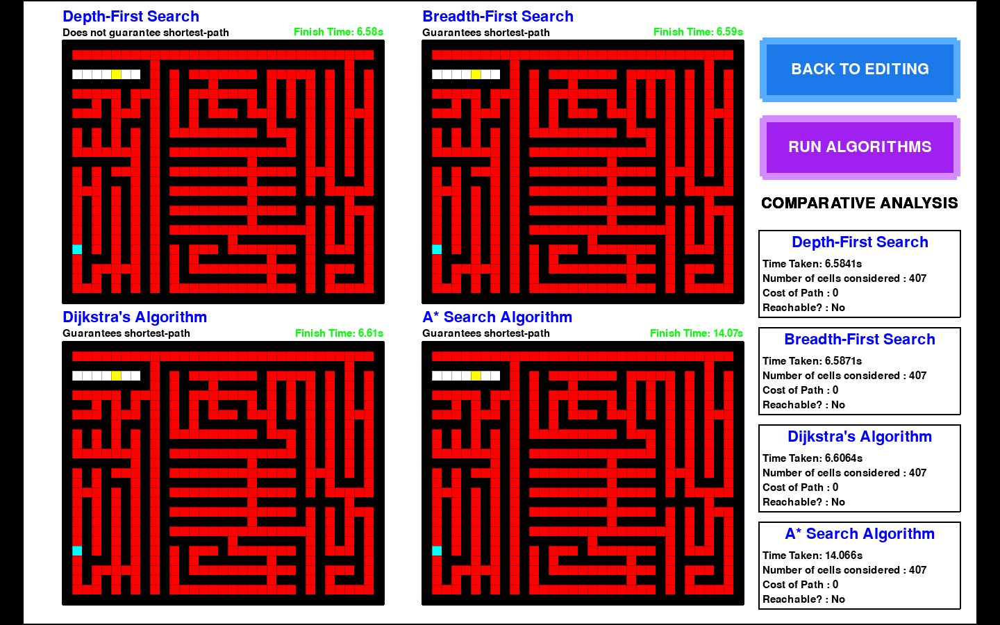 Depth-First Search
Does not guarantee shortest-path
Finish Time: 6.58s
Breadth-First Search
Guarantees shortest-path
Finish Time: 6.59s
Dijkstra's Algorithm
Guarantees shortest-path
Finish Time: 6.61s
A* Search Algorithm
Guarantees shortest-path
Finish Time: 14.07s
BACK TO EDITING
RUN ALGORITHMS
COMPARATIVE ANALYSIS
Depth-First Search
Time Taken: 6.5841s
Number of cells considered : 407
Cost of Path : 0
Reachable? : No
Breadth-First Search
Time Taken: 6.5871s
Number of cells considered : 407
Cost of Path : 0
Reachable? : No
Dijkstra's Algorithm
Time Taken: 6.6064s
Number of cells considered : 407
Cost of Path : 0
Reachable? : No
A* Search Algorithm
Time Taken: 14.066s
Number of cells considered : 407
Cost of Path : 0
Reachable? : No